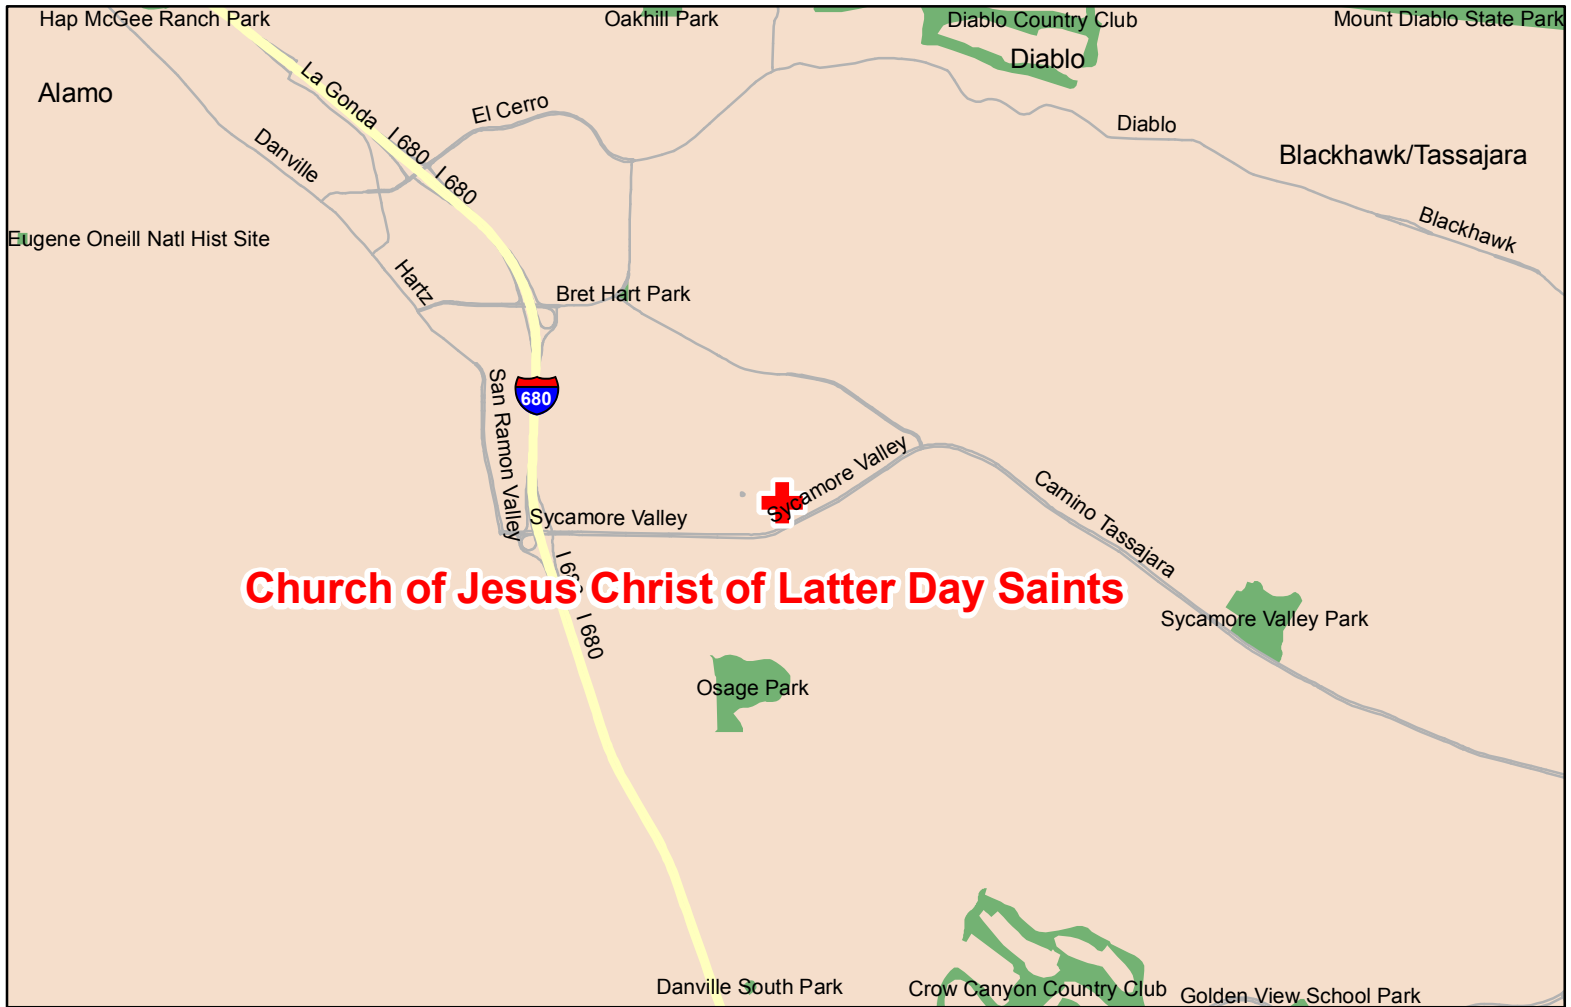 Hap McGee Ranch Park
Oakhill Park
Diablo Country Club
Mount Diablo State Park
Diablo
Alamo
La Gonda
El Cerro
I 680
I 680
Diablo
Danville
Blackhawk/Tassajara
Blackhawk
Eugene Oneill Natl Hist Site
Hartz
Bret Hart Park
680
San Ramon Valley
Sycamore Valley
Sycamore Valley
Camino Tassajara
I 680
Church of Jesus Christ of Latter Day Saints
I 680
Sycamore Valley Park
Osage Park
Danville South Park
Crow Canyon Country Club
Golden View School Park